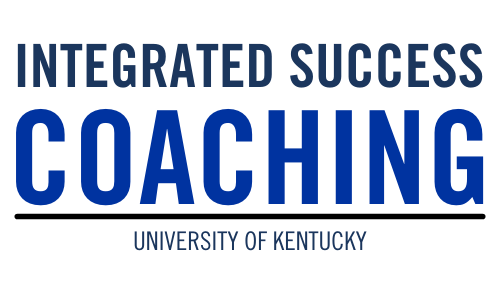 INTEGRATED SUCCESS
COACHING
UNIVERSITY OF KENTUCKY